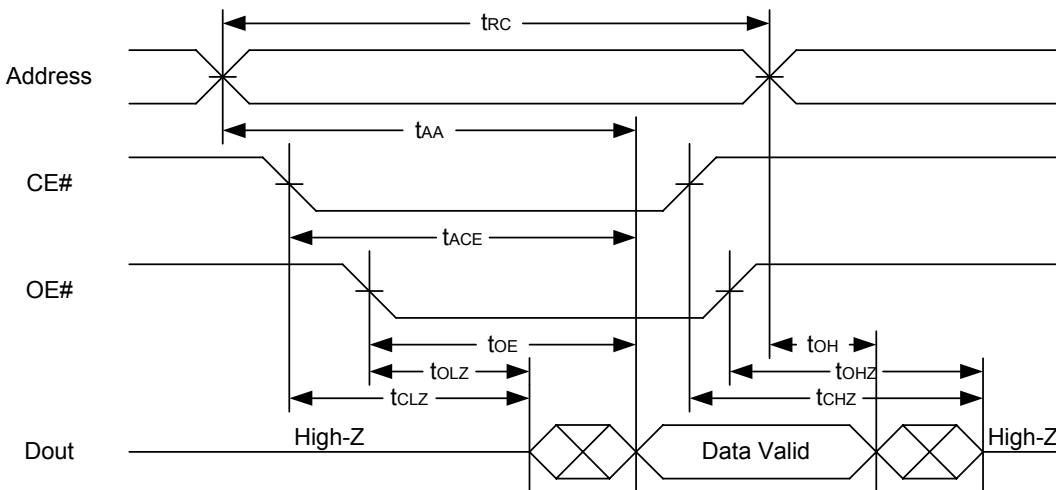 tRC
Address
tAA
CE#
tACE
OE#
tOE
tOH
tOLZ
tOHZ
tCLZ
tCHZ
High-Z
Data Valid
High-Z
Dout